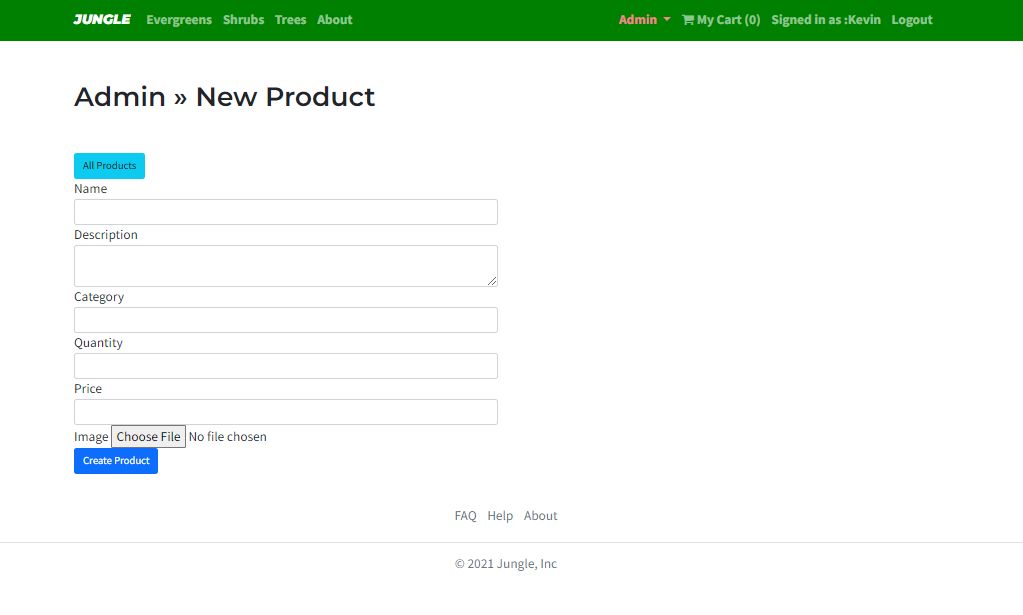 JUNGLE Evergreens Shrubs Trees About Admin My Cart (0) Signed in as :Kevin Logout
Admin » New Product
All Products
Name
Description
Category
Quantity
Price
Image Choose File No file chosen
Create Product
FAQ Help About
© 2021 Jungle, Inc